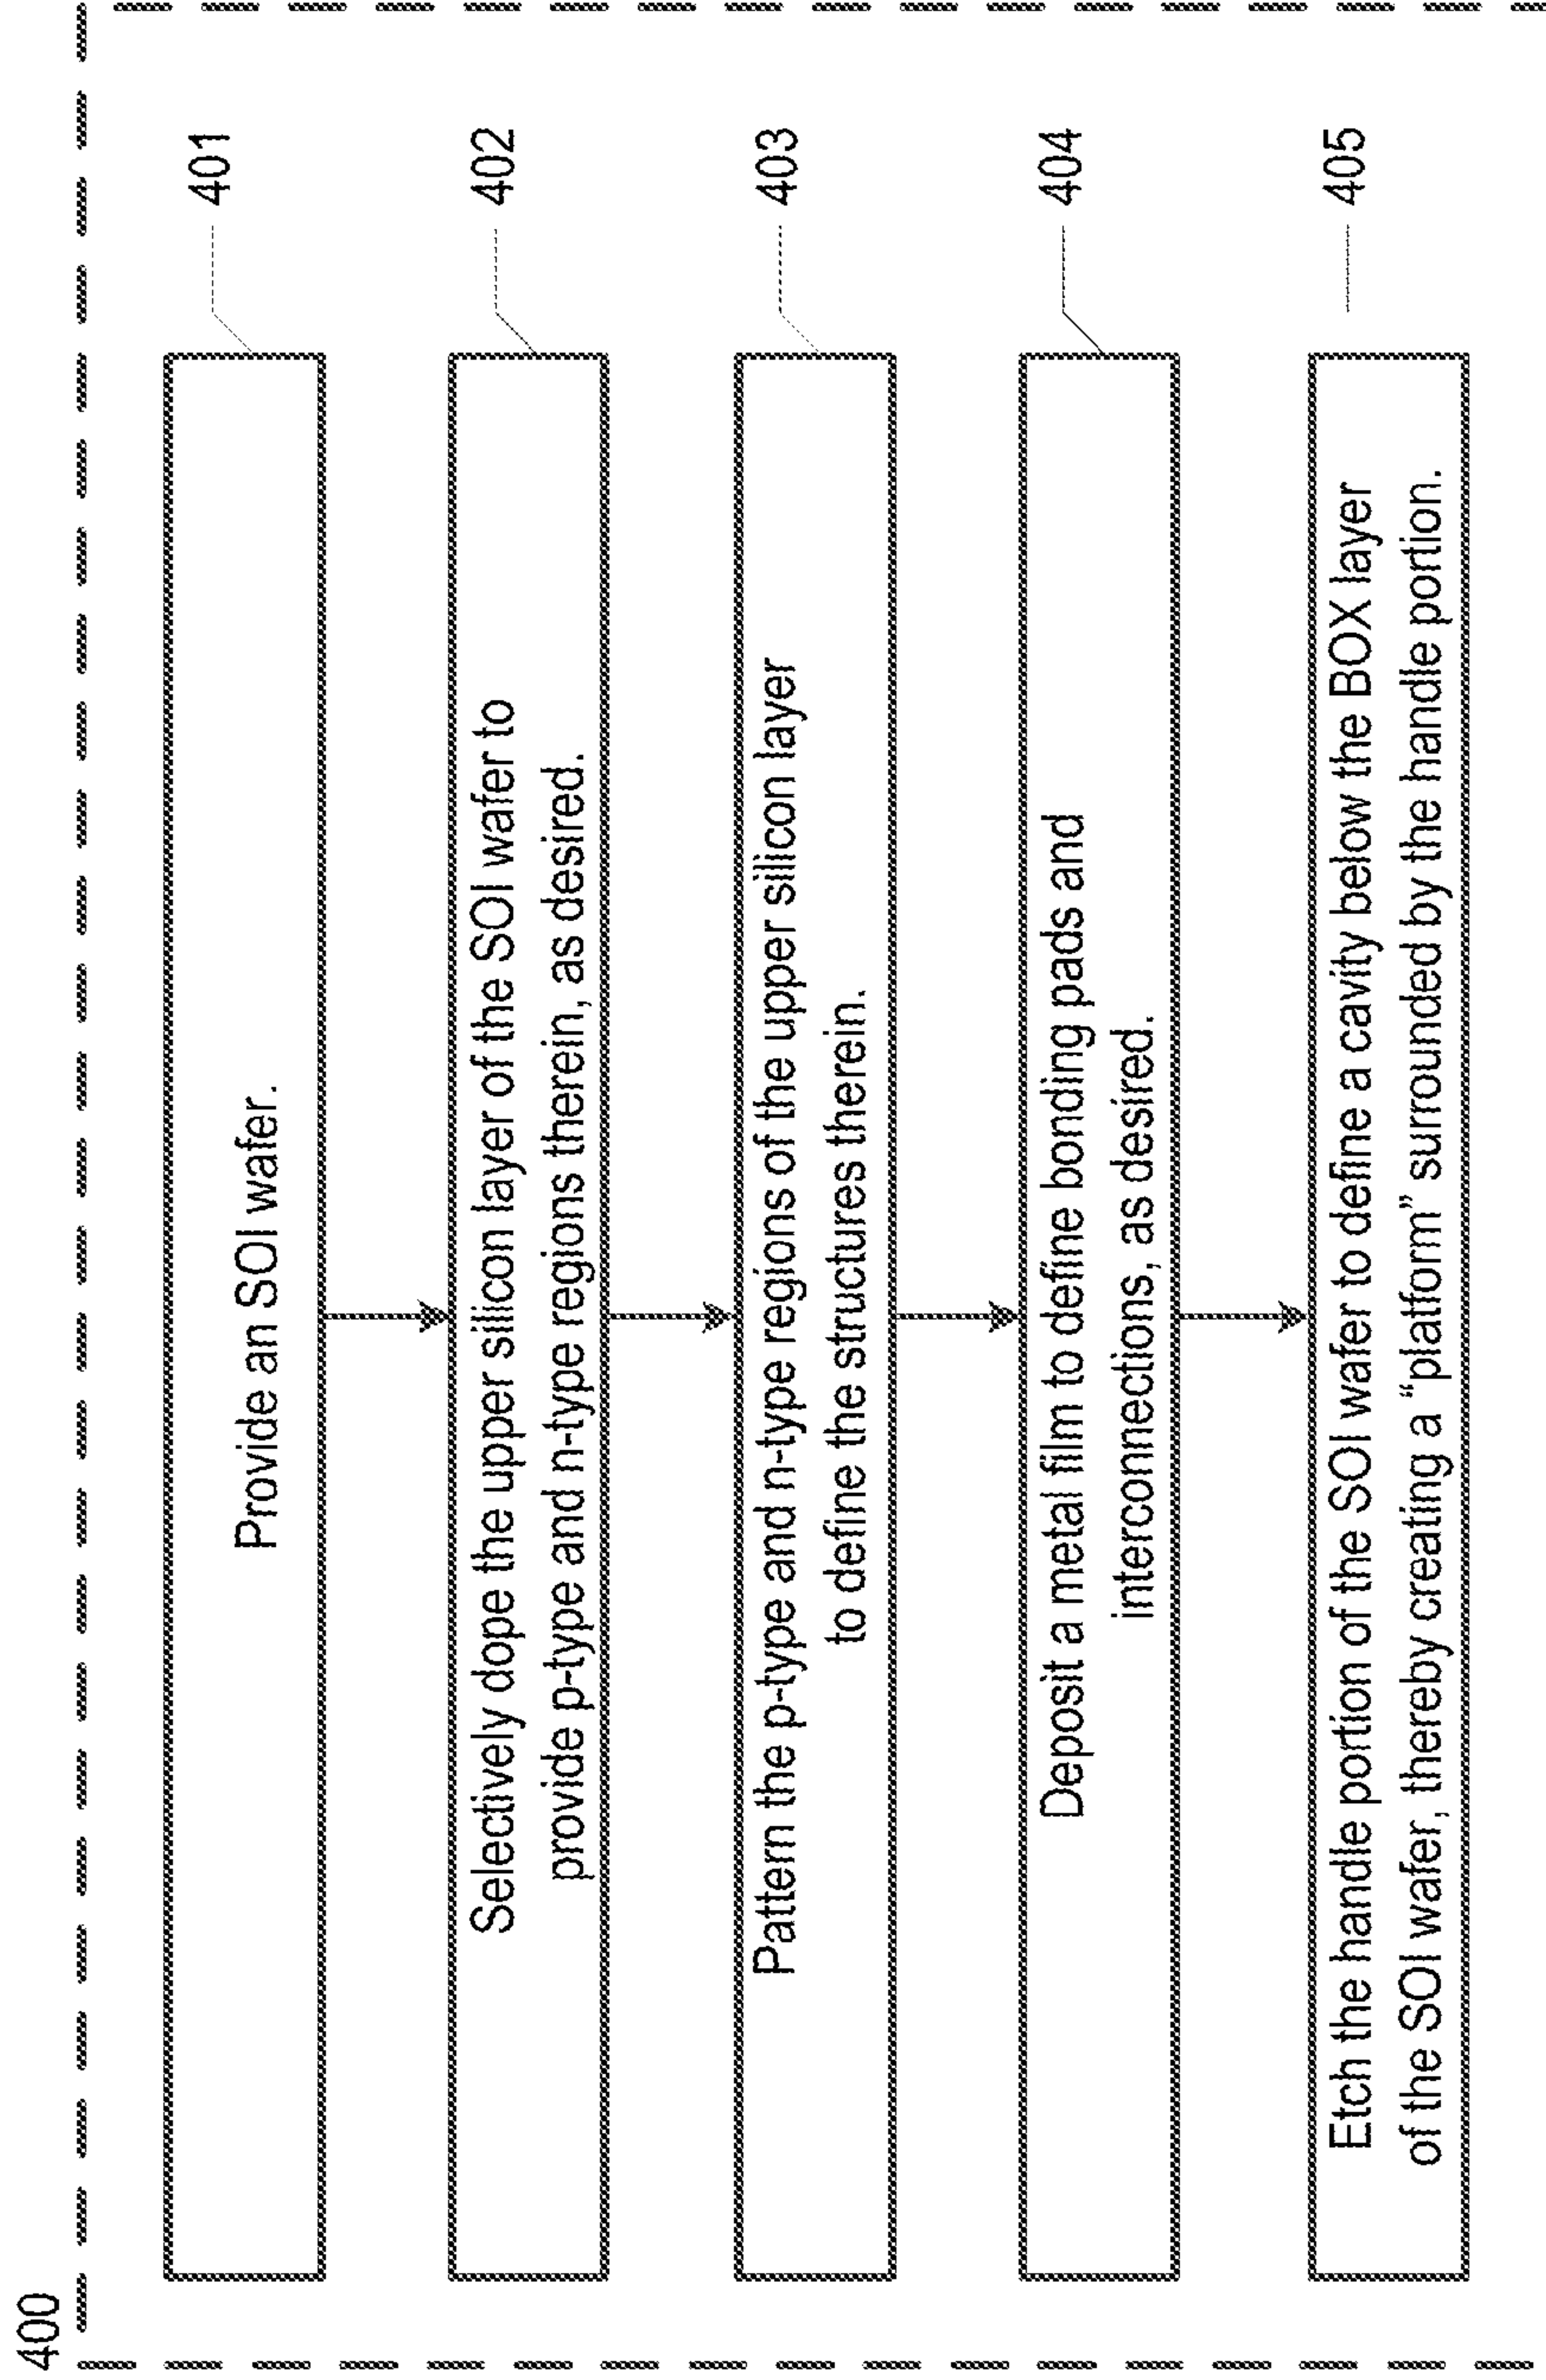 400
Provide an SOI wafer.
401
Selectively dope the upper silicon layer of the SOI wafer to
provide p-type and n-type regions therein, as desired.
402
Pattern the p-type and n-type regions of the upper silicon layer
to define the structures therein.
403
Deposit a metal film to define bonding pads and
interconnections, as desired.
404
Etch the handle portion of the SOI wafer to define a cavity below the BOX layer
of the SOI wafer, thereby creating a “platform” surrounded by the handle portion.
405